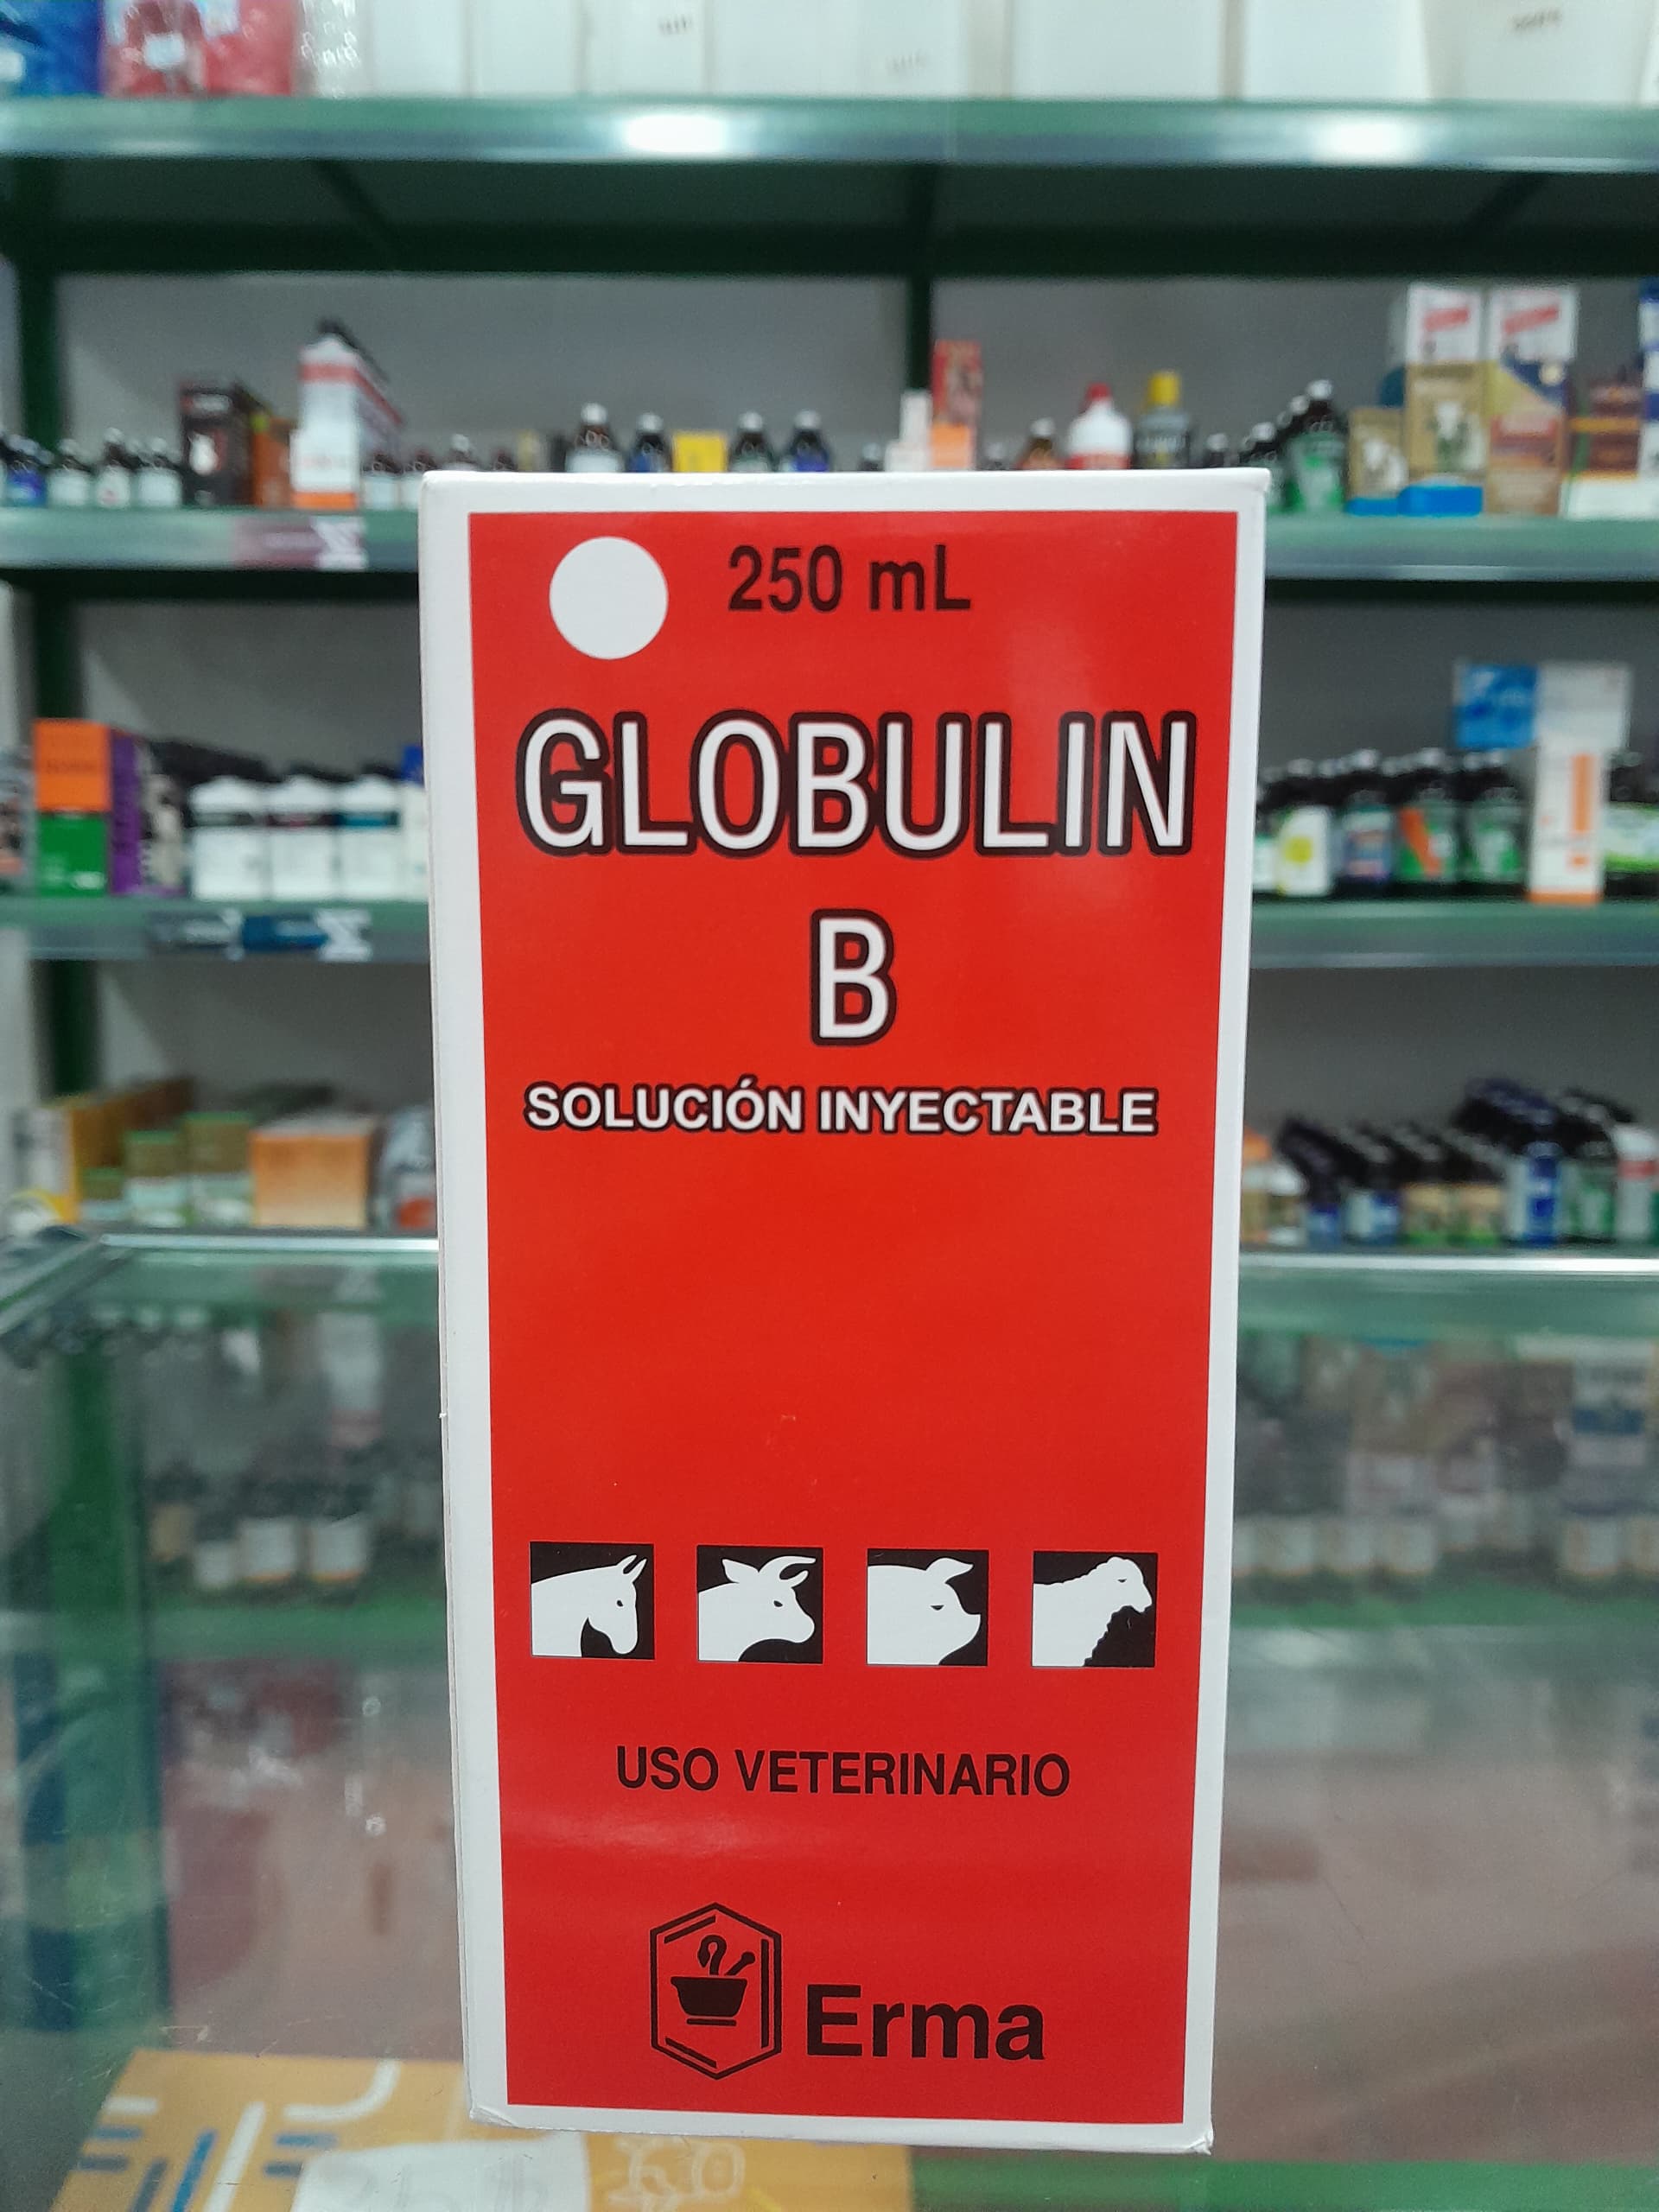 250 mL
GLOBULIN
B
SOLUCIÓN INYECTABLE
USO VETERINARIO
Erma